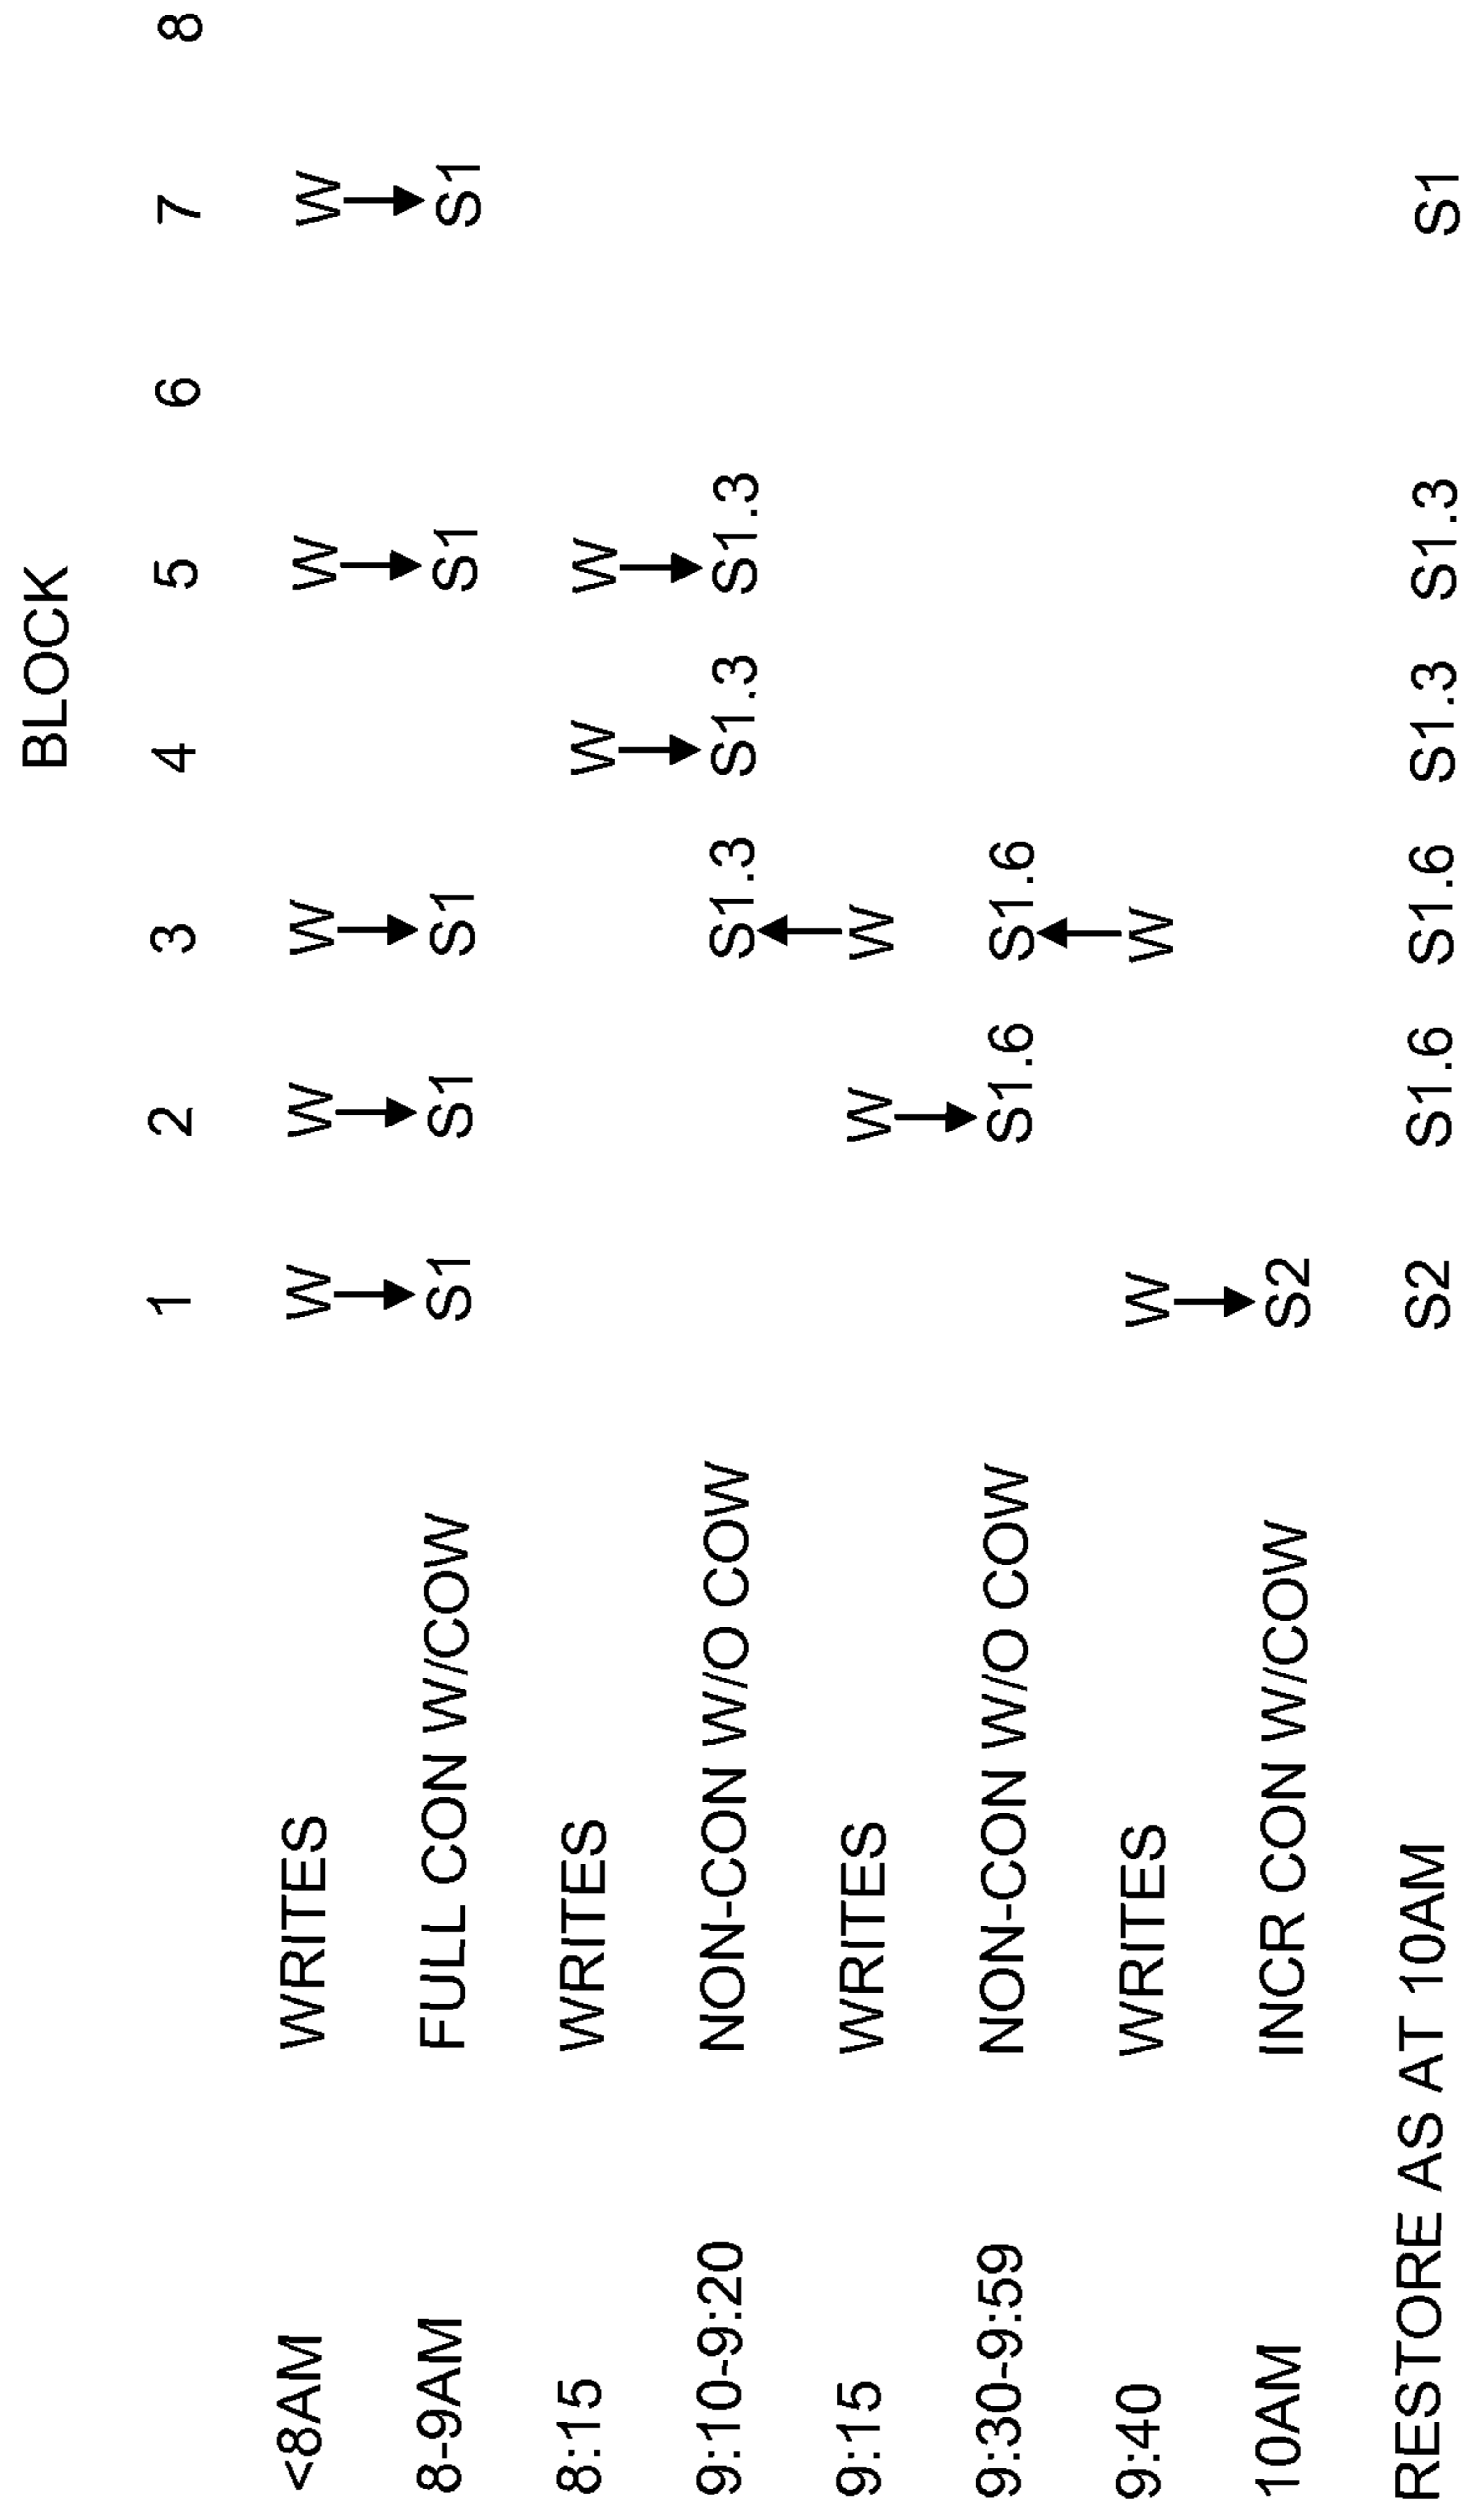 BLOCK
1 2 3 4 5 6 7 8
<8AM WRITES W W W W W
8-9AM FULL CON W/COW S1 S1 S1 S1 S1
8:15 WRITES W W
9:10-9:20 NON-CON W/O COW S1.3 S1.3 S1.3
9:15 WRITES W W
9:30-9:59 NON-CON W/O COW S1.6 S1.6
9:40 WRITES W W
10AM INCR CON W/COW S2
RESTORE AS AT 10AM S2 S1.6 S1.6 S1.3 S1.3 S1